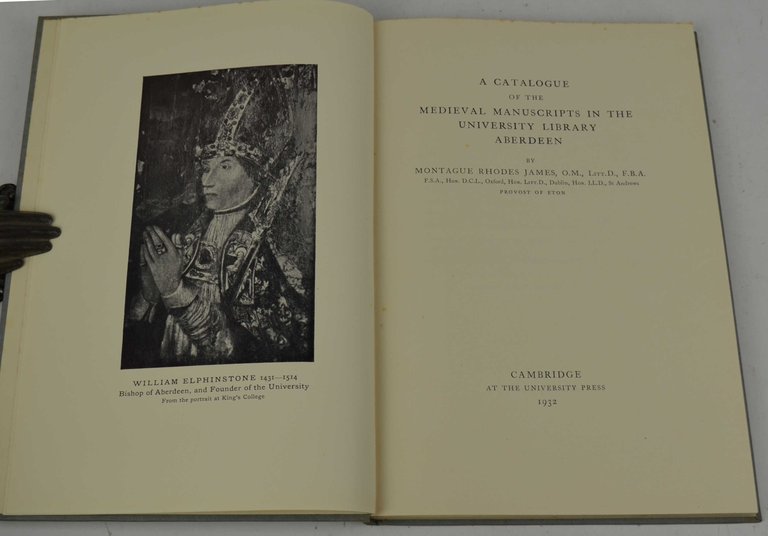 WILLIAM ELPHINSTONE 1431—1514
Bishop of Aberdeen, and Founder of the University
From the portrait at King's College
A CATALOGUE
OF THE
MEDIEVAL MANUSCRIPTS IN THE
UNIVERSITY LIBRARY
ABERDEEN
BY
MONTAGUE RHODES JAMES, O.M., LITT.D., F.B.A.
F.S.A., HON. D.C.L., Oxford, HON. LITT.D., Dublin, HON. LL.D., St Andrews
PROVOST OF ETON
CAMBRIDGE
AT THE UNIVERSITY PRESS
1932